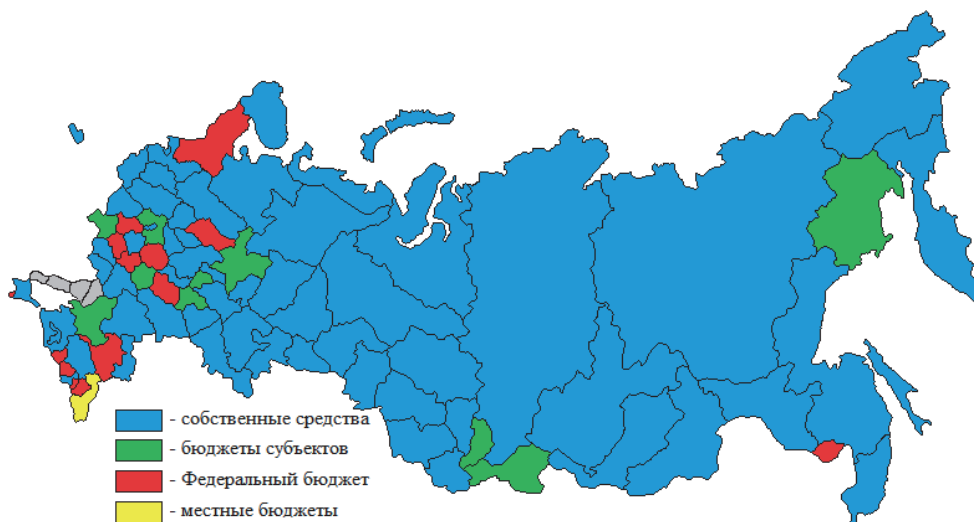 - собственные средства
- бюджеты субъектов
- Федеральный бюджет
- местные бюджеты